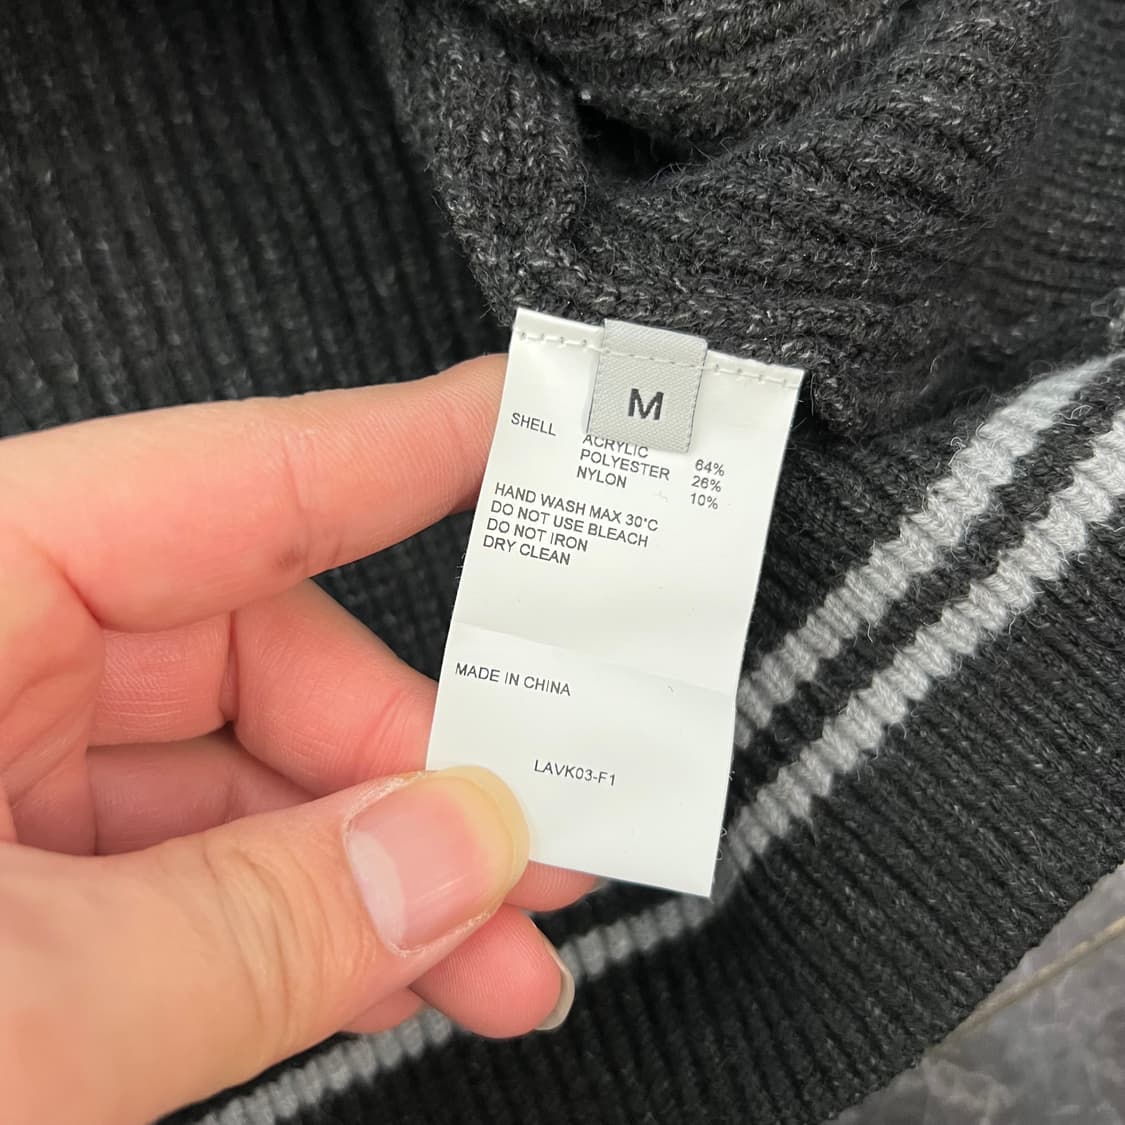 M
SHELL ACRYLIC 64%
POLYESTER 26%
NYLON 10%
HAND WASH MAX 30°C
DO NOT USE BLEACH
DO NOT IRON
DRY CLEAN
MADE IN CHINA
LAVK03-F1